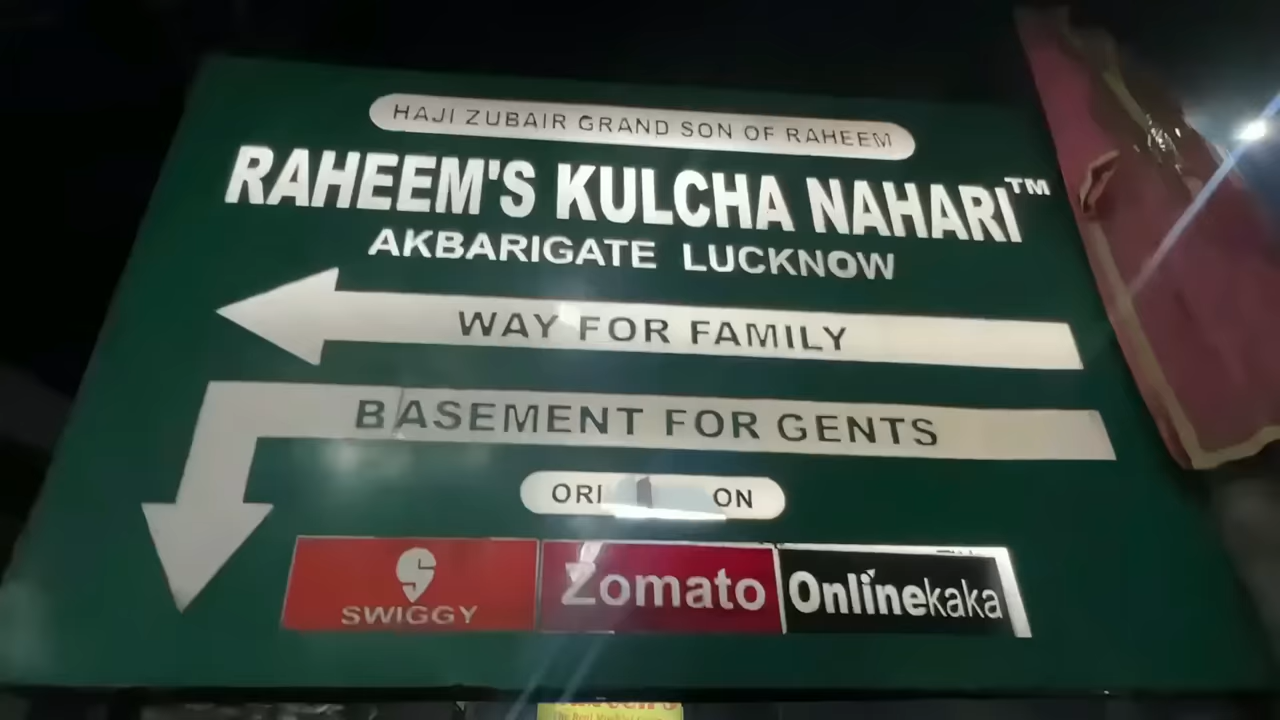 HAJI ZUBAIR GRAND SON OF RAHEEM
RAHEEM'S KULCHA NAHARI™
AKBARIGATE LUCKNOW
WAY FOR FAMILY
BASEMENT FOR GENTS
ON
SWIGGY
Zomato
Onlinekaka